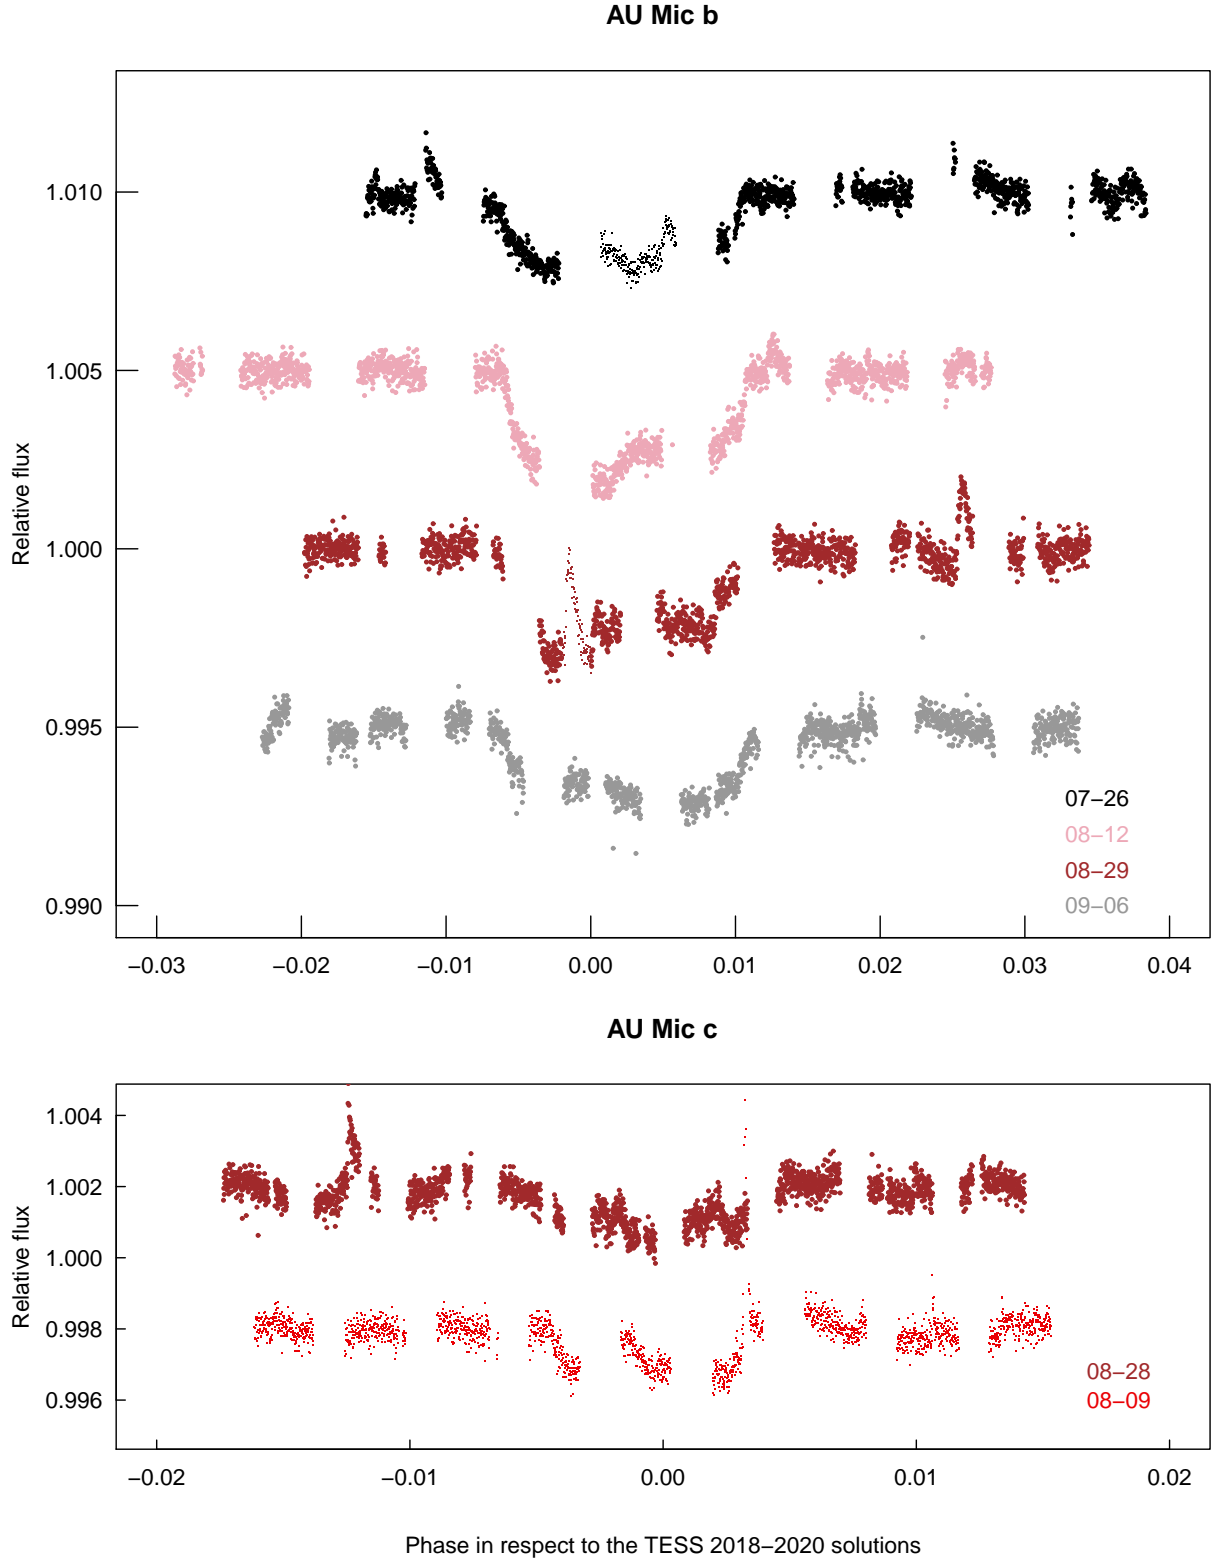 AU Mic b
Relative flux
1.010
1.005
1.000
0.995
0.990
07−26
08−12
08−29
09−06
−0.03 −0.02 −0.01 0.00 0.01 0.02 0.03 0.04
AU Mic c
Relative flux
1.004
1.002
1.000
0.998
0.996
08−28
08−09
−0.02 −0.01 0.00 0.01 0.02
Phase in respect to the TESS 2018−2020 solutions